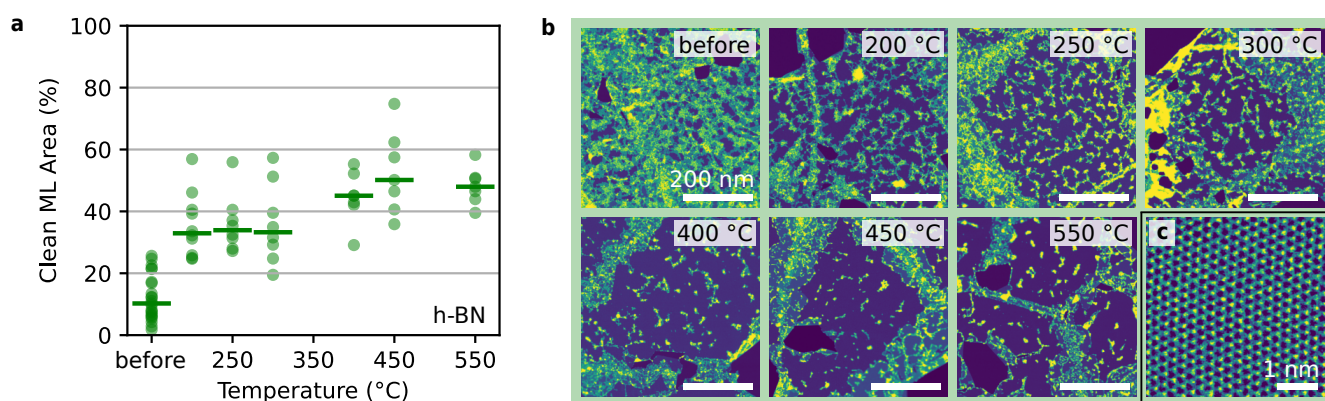 a
100
80
60
40
20
0
Clean ML Area (%)
before
250
350
450
550
Temperature (°C)
h-BN
b
before
200 nm
200 °C
250 °C
300 °C
400 °C
450 °C
550 °C
c
1 nm